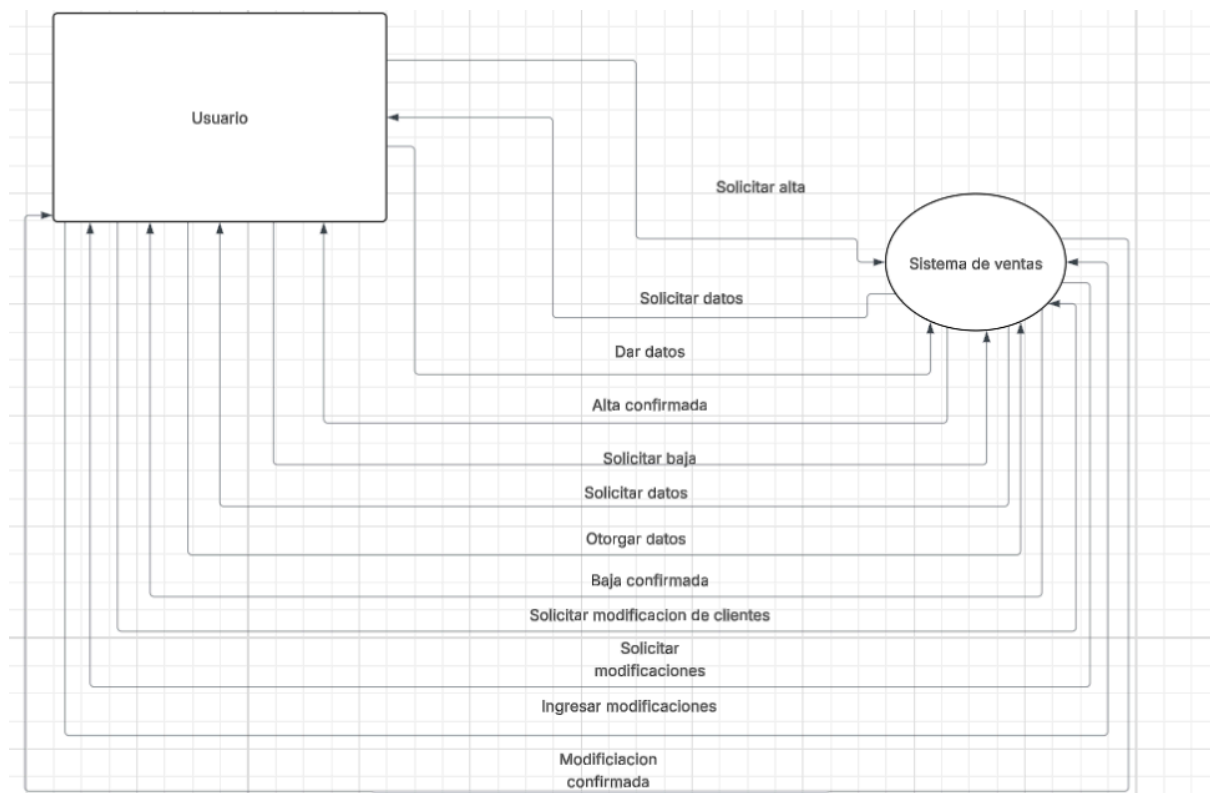 Usuario
Solicitar alta
Sistema de ventas
Solicitar datos
Dar datos
Alta confirmada
Solicitar baja
Solicitar datos
Otorgar datos
Baja confirmada
Solicitar modificacion de clientes
Solicitar
modificaciones
Ingresar modificaciones
Modificiacion
confirmada